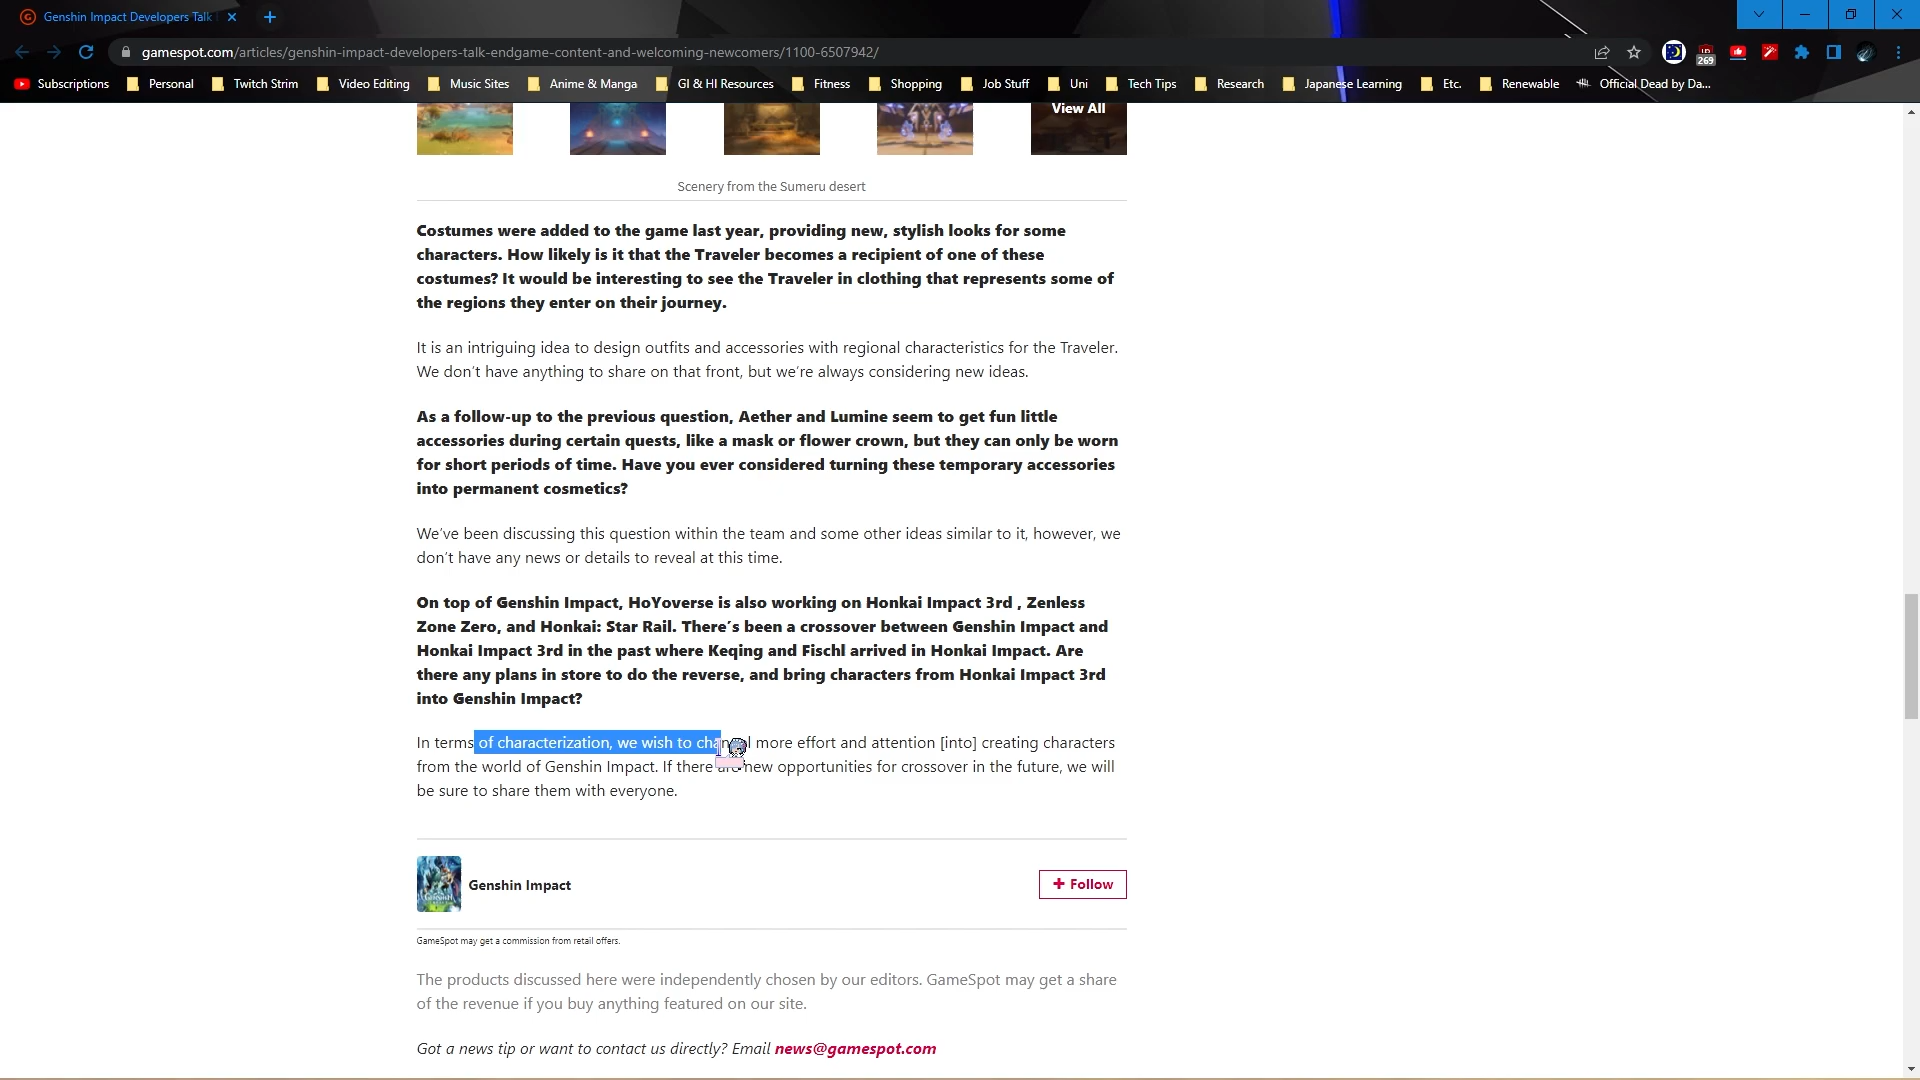 Genshin Impact Developers Talk
gamespot.com/articles/genshin-impact-developers-talk-endgame-content-and-welcoming-newcomers/1100-6507942/
269
Subscriptions Personal Twitch Strim Video Editing Music Sites Anime & Manga GI & HI Resources Fitness Shopping Job Stuff Uni Tech Tips Research Japanese Learning Etc. Renewable Official Dead by Da...
View All
Scenery from the Sumeru desert
Costumes were added to the game last year, providing new, stylish looks for some
characters. How likely is it that the Traveler becomes a recipient of one of these
costumes? It would be interesting to see the Traveler in clothing that represents some of
the regions they enter on their journey.
It is an intriguing idea to design outfits and accessories with regional characteristics for the Traveler.
We don't have anything to share on that front, but we're always considering new ideas.
As a follow-up to the previous question, Aether and Lumine seem to get fun little
accessories during certain quests, like a mask or flower crown, but they can only be worn
for short periods of time. Have you ever considered turning these temporary accessories
into permanent cosmetics?
We've been discussing this question within the team and some other ideas similar to it, however, we
don't have any news or details to reveal at this time.
On top of Genshin Impact, HoYoverse is also working on Honkai Impact 3rd , Zenless
Zone Zero, and Honkai: Star Rail. There's been a crossover between Genshin Impact and
Honkai Impact 3rd in the past where Keqing and Fischl arrived in Honkai Impact. Are
there any plans in store to do the reverse, and bring characters from Honkai Impact 3rd
into Genshin Impact?
In terms of characterization, we wish to channel more effort and attention [into] creating characters
from the world of Genshin Impact. If there are new opportunities for crossover in the future, we will
be sure to share them with everyone.
Genshin Impact
+ Follow
GameSpot may get a commission from retail offers.
The products discussed here were independently chosen by our editors. GameSpot may get a share
of the revenue if you buy anything featured on our site.
Got a news tip or want to contact us directly? Email news@gamespot.com